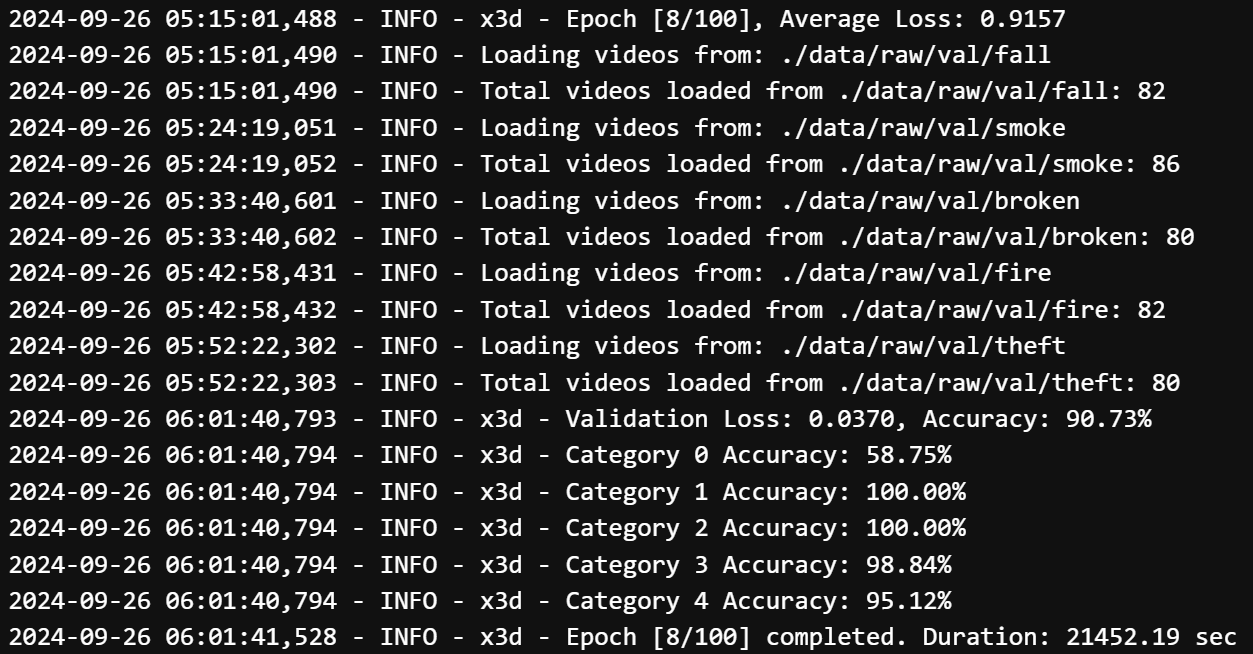 2024-09-26 05:15:01,488 - INFO - x3d - Epoch [8/100], Average Loss: 0.9157
2024-09-26 05:15:01,490 - INFO - Loading videos from: ./data/raw/val/fall
2024-09-26 05:15:01,490 - INFO - Total videos loaded from ./data/raw/val/fall: 82
2024-09-26 05:24:19,051 - INFO - Loading videos from: ./data/raw/val/smoke
2024-09-26 05:24:19,052 - INFO - Total videos loaded from ./data/raw/val/smoke: 86
2024-09-26 05:33:40,601 - INFO - Loading videos from: ./data/raw/val/broken
2024-09-26 05:33:40,602 - INFO - Total videos loaded from ./data/raw/val/broken: 80
2024-09-26 05:42:58,431 - INFO - Loading videos from: ./data/raw/val/fire
2024-09-26 05:42:58,432 - INFO - Total videos loaded from ./data/raw/val/fire: 82
2024-09-26 05:52:22,302 - INFO - Loading videos from: ./data/raw/val/theft
2024-09-26 05:52:22,303 - INFO - Total videos loaded from ./data/raw/val/theft: 80
2024-09-26 06:01:40,793 - INFO - x3d - Validation Loss: 0.0370, Accuracy: 90.73%
2024-09-26 06:01:40,794 - INFO - x3d - Category 0 Accuracy: 58.75%
2024-09-26 06:01:40,794 - INFO - x3d - Category 1 Accuracy: 100.00%
2024-09-26 06:01:40,794 - INFO - x3d - Category 2 Accuracy: 100.00%
2024-09-26 06:01:40,794 - INFO - x3d - Category 3 Accuracy: 98.84%
2024-09-26 06:01:40,794 - INFO - x3d - Category 4 Accuracy: 95.12%
2024-09-26 06:01:41,528 - INFO - x3d - Epoch [8/100] completed. Duration: 21452.19 sec